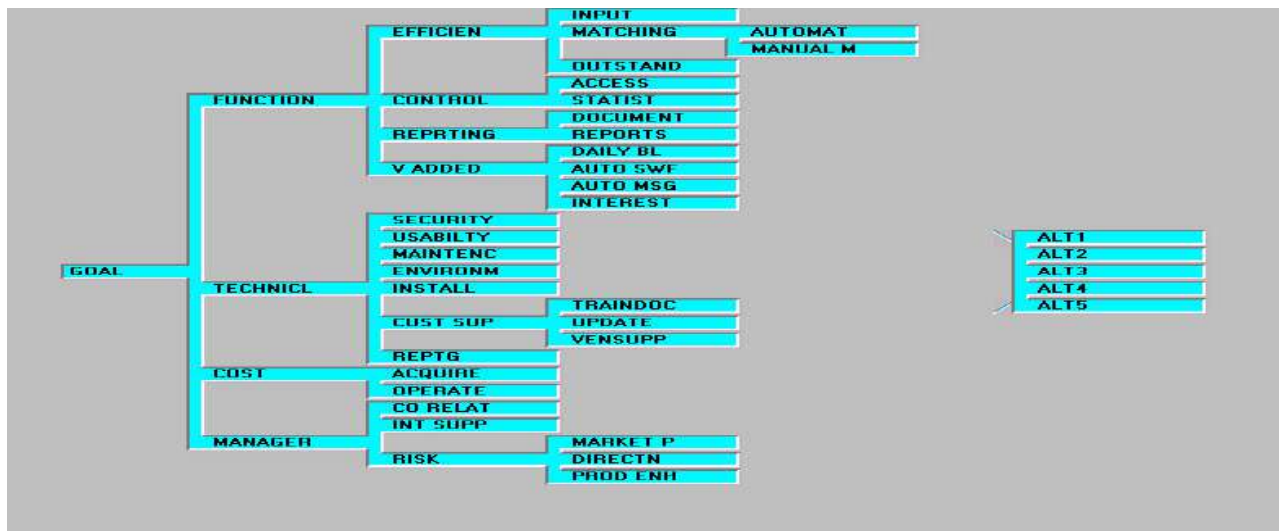 INPUT
EFFICIEN MATCHING AUTOMAT
MANUAL M
OUTSTAND
ACCESS
FUNCTION CONTROL STATIST
DOCUMENT
REPRTING REPORTS
DAILY BL
V ADDED AUTO SWF
AUTO MSG
INTEREST
SECURITY
USABILTY ALT1
MAINTENC ALT2
GOAL ENVIRONM ALT3
TECHNICL INSTALL ALT4
TRAINDOC ALT5
CUST SUP UPDATE
VENSUPP
REPTG
COST ACQUIRE
OPERATE
CO RELAT
INT SUPP
MANAGER MARKET P
RISK DIRECTN
PROD ENH